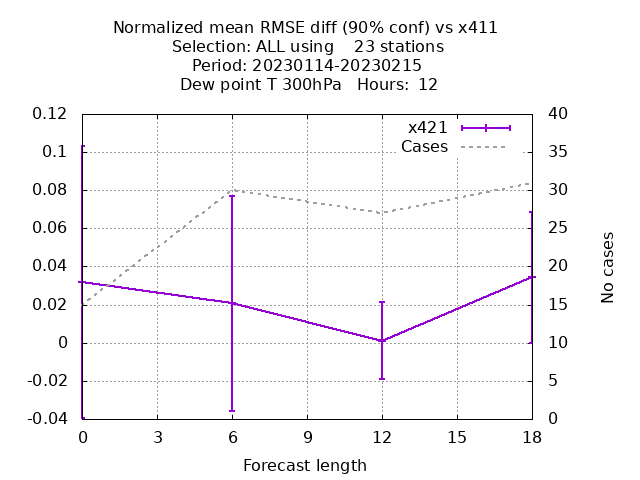 Normalized mean RMSE diff (90% conf) vs x411
Selection: ALL using    23 stations
Period: 20230114-20230215
Dew point T 300hPa   Hours:  12
x421
Cases
0.12
0.1
0.08
0.06
0.04
0.02
0
-0.02
-0.04
40
35
30
25
20
15
10
5
0
No cases
0 3 6 9 12 15 18
Forecast length